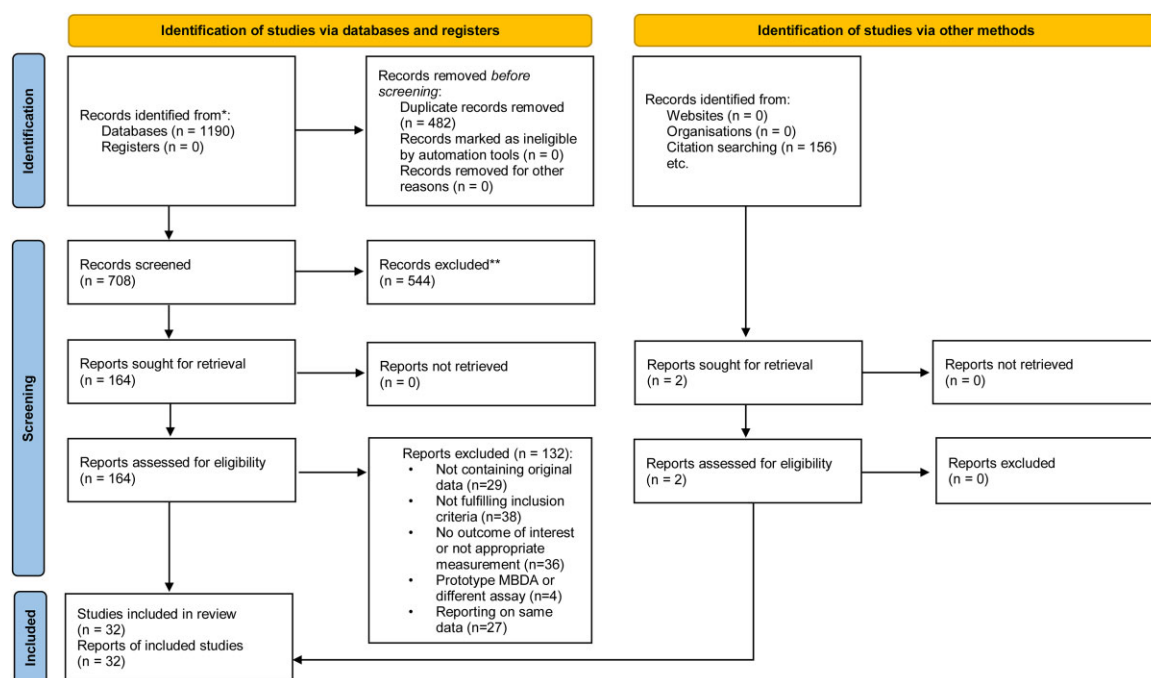 Identification of studies via databases and registers
Identification of studies via other methods
Identification
Records identified from*:
Databases (n = 1190)
Registers (n = 0)
Records removed before
screening:
Duplicate records removed
(n = 482)
Records marked as ineligible
by automation tools (n = 0)
Records removed for other
reasons (n = 0)
Records identified from:
Websites (n = 0)
Organisations (n = 0)
Citation searching (n = 156)
etc.
Screening
Records screened
(n = 708)
Records excluded**
(n = 544)
Reports sought for retrieval
(n = 164)
Reports not retrieved
(n = 0)
Reports sought for retrieval
(n = 2)
Reports not retrieved
(n = 0)
Reports assessed for eligibility
(n = 164)
Reports excluded (n = 132):
• Not containing original
data (n=29)
• Not fulfilling inclusion
criteria (n=38)
• No outcome of interest
or not appropriate
measurement (n=36)
• Prototype MBDA or
different assay (n=4)
• Reporting on same
data (n=27)
Reports assessed for eligibility
(n = 2)
Reports excluded
(n = 0)
Included
Studies included in review
(n = 32)
Reports of included studies
(n = 32)